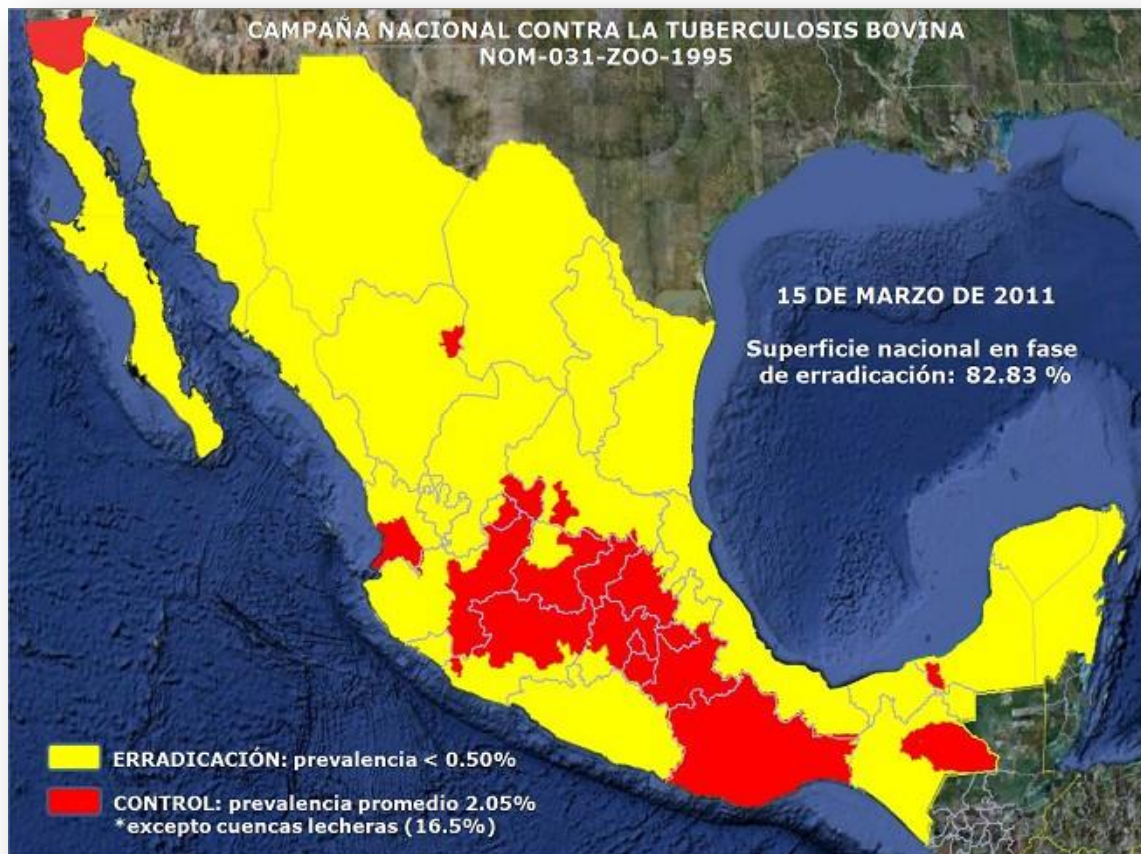 CAMPAÑA NACIONAL CONTRA LA TUBERCULOSIS BOVINA
NOM-031-ZOO-1995
15 DE MARZO DE 2011
Superficie nacional en fase
de erradicación: 82.83 %
ERRADICACIÓN: prevalencia < 0.50%
CONTROL: prevalencia promedio 2.05%
*excepto cuencas lecheras (16.5%)